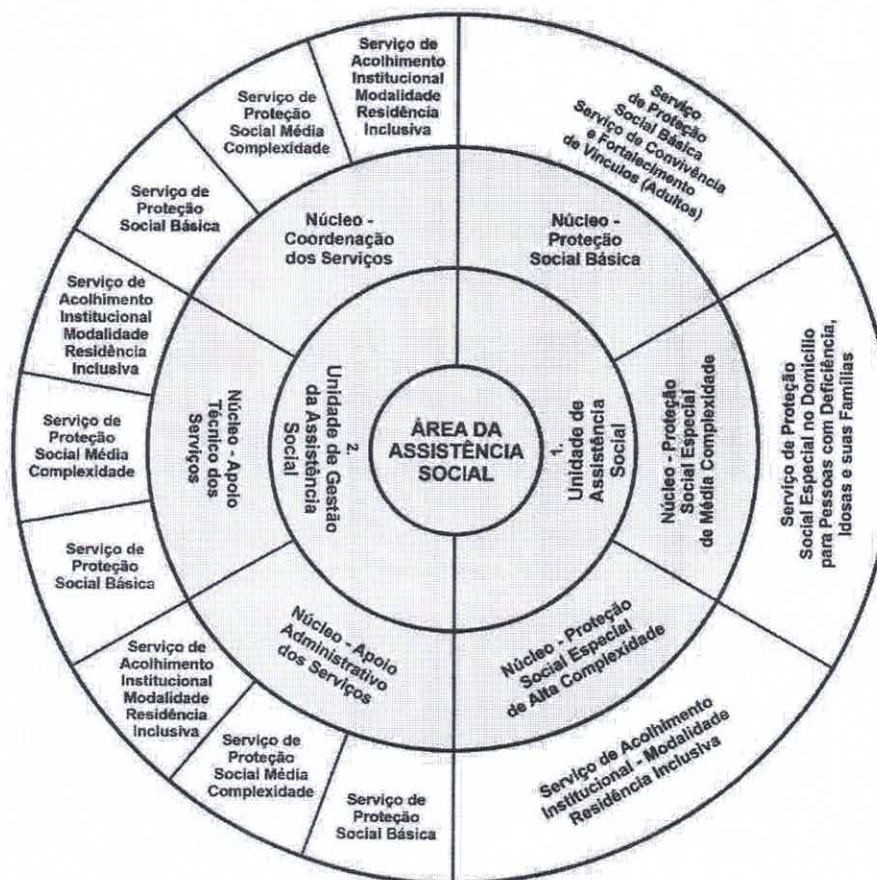 ÁREA DA
ASSISTÊNCIA
SOCIAL
1.
Unidade de
Assistência
Social
Núcleo -
Proteção
Social Básica
Serviço
de Proteção
Social Básica
Serviço de Convivência
e Fortalecimento
de Vínculos (Adultos)
Núcleo - Proteção
Social Especial
de Média Complexidade
Serviço de Proteção
Social Especial no Domicílio
para Pessoas com Deficiência,
Idosas e suas Famílias
Núcleo - Proteção
Social Especial
de Alta Complexidade
Serviço de Acolhimento
Institucional - Modalidade
Residência Inclusiva
2.
Unidade de Gestão
da Assistência
Social
Núcleo - Apoio
Administrativo
dos Serviços
Serviço de
Proteção
Social Básica
Serviço de
Proteção
Social Média
Complexidade
Serviço de
Acolhimento
Institucional
Modalidade
Residência
Inclusiva
Núcleo - Apoio
Técnico dos
Serviços
Serviço de
Proteção
Social Básica
Serviço de
Proteção
Social Média
Complexidade
Serviço de
Acolhimento
Institucional
Modalidade
Residência
Inclusiva
Núcleo -
Coordenação
dos Serviços
Serviço de
Proteção
Social Básica
Serviço de
Proteção
Social Média
Complexidade
Serviço de
Acolhimento
Institucional
Modalidade
Residência
Inclusiva